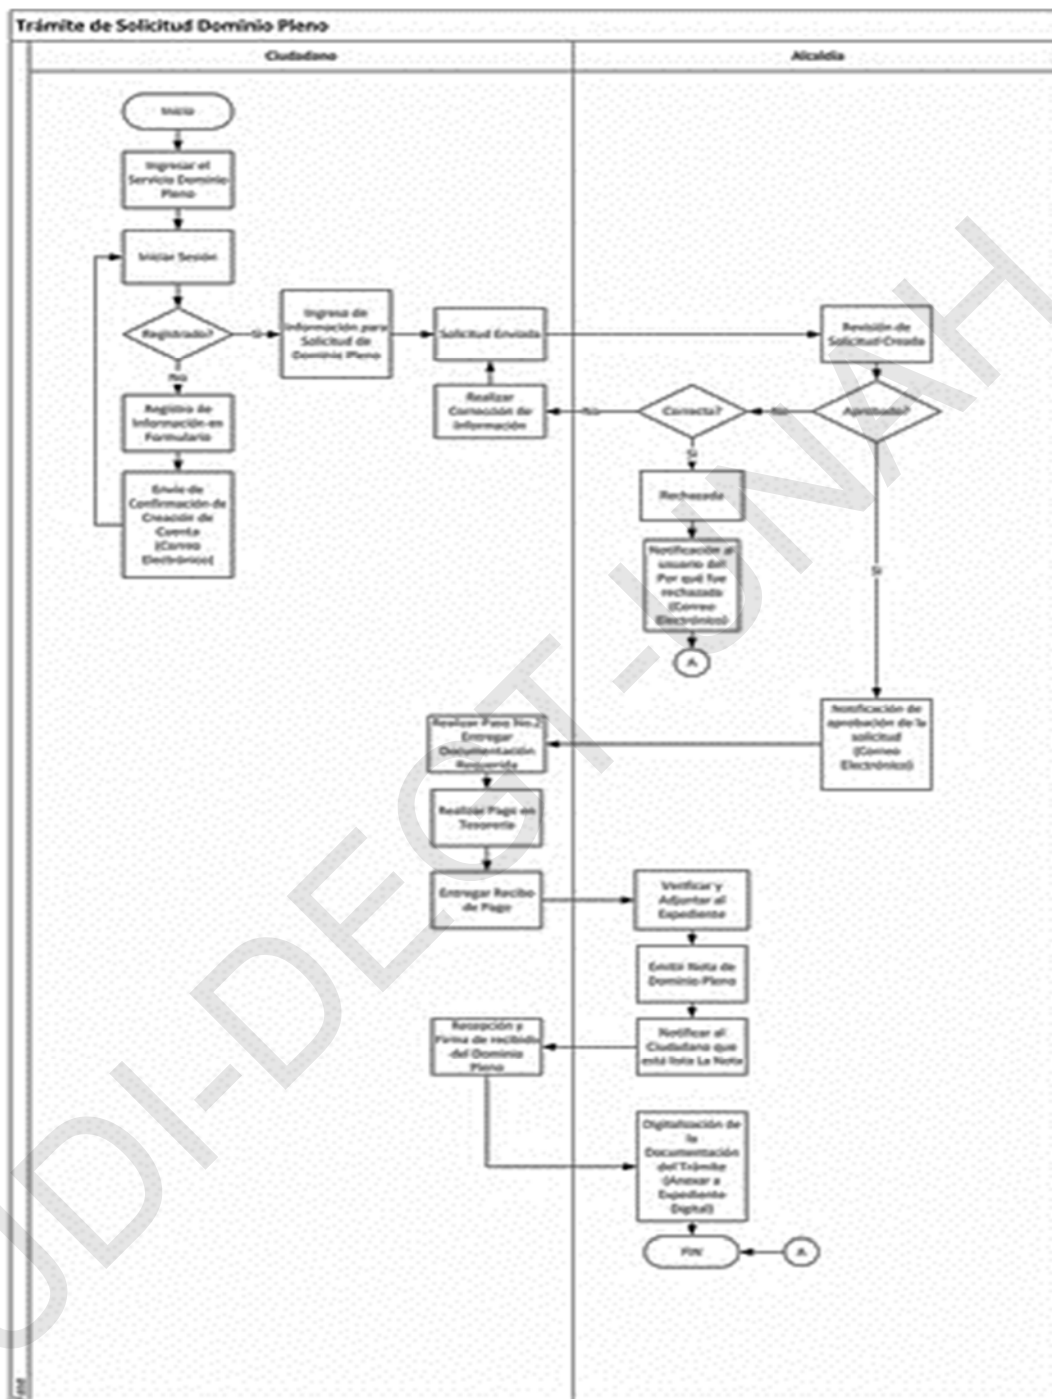 Trámite de Solicitud Dominio Pleno
Ciudadano
Alcaldía
Inicio
Ingresar el
Servicio Dominio
Pleno
Iniciar Sesión
Registrado?
Si
Ingreso de
Información para
Solicitud de
Dominio Pleno
Solicitud Enviada
Revisión de
Solicitud Creada
No
Registro de
Información en
Formulario
Realizar
Corrección de
Información
No
Correcta?
No
Aprobado?
Si
Envío de
Confirmación de
Creación de
Cuenta
(Correo
Electrónico)
Rechazada
Notificación al
usuario del
Por qué fue
rechazada
(Correo
Electrónico)
Si
A
Realizar Paso No.2
Entregar
Documentación
Requerida
Notificación de
aprobación de la
solicitud
(Correo
Electrónico)
Realizar Pago en
Tesorería
Entregar Recibo
de Pago
Verificar y
Adjuntar al
Expediente
Emitir Nota de
Dominio Pleno
Recepción y
Firma de recibido
del Dominio
Pleno
Notificar al
Ciudadano que
está lista La Nota
Digitalización de
la
Documentación
del Trámite
(Anexar a
Expediente
Digital)
FIN
A
UDI-DEGT-UNAH